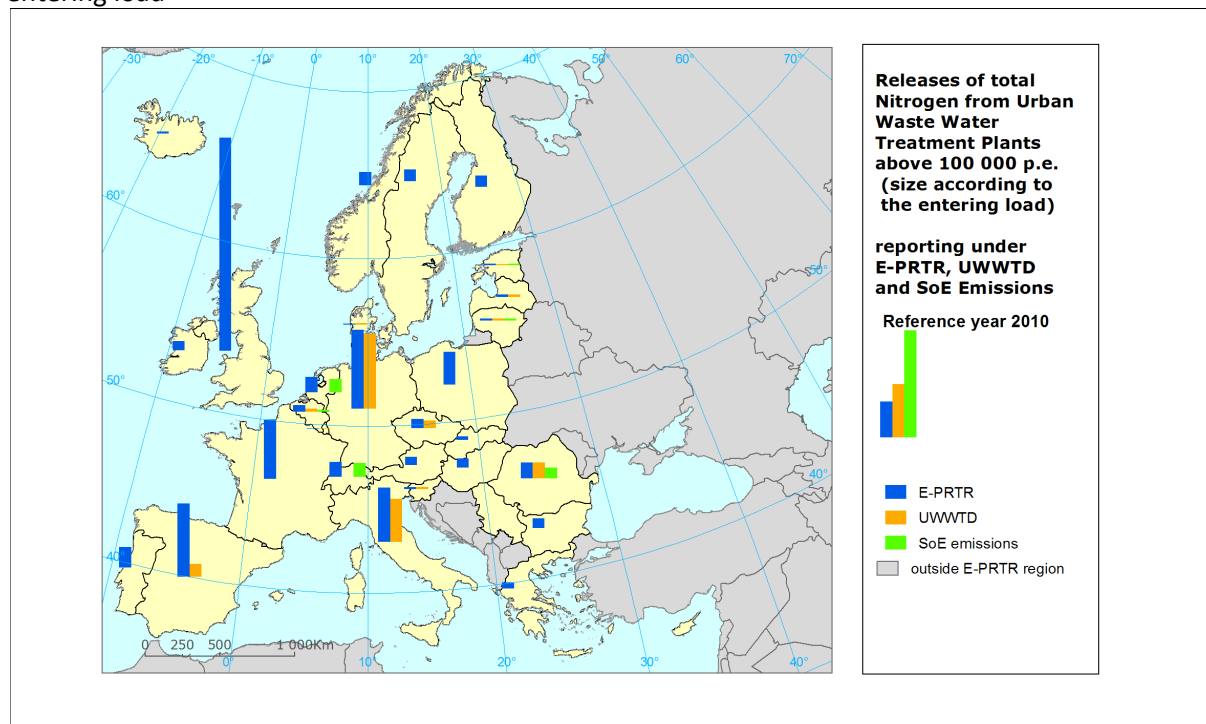 entering load
-30° -20° -10° 0° 10° 20° 30° 40° 50° 60° 70°
60°
50°
50°
40°
40°
0 250 500 1 000Km
0° 10° 20° 30° 40°
Releases of total
Nitrogen from Urban
Waste Water
Treatment Plants
above 100 000 p.e.
(size according to
the entering load)
reporting under
E-PRTR, UWWTD
and SoE Emissions
Reference year 2010
E-PRTR
UWWTD
SoE emissions
outside E-PRTR region